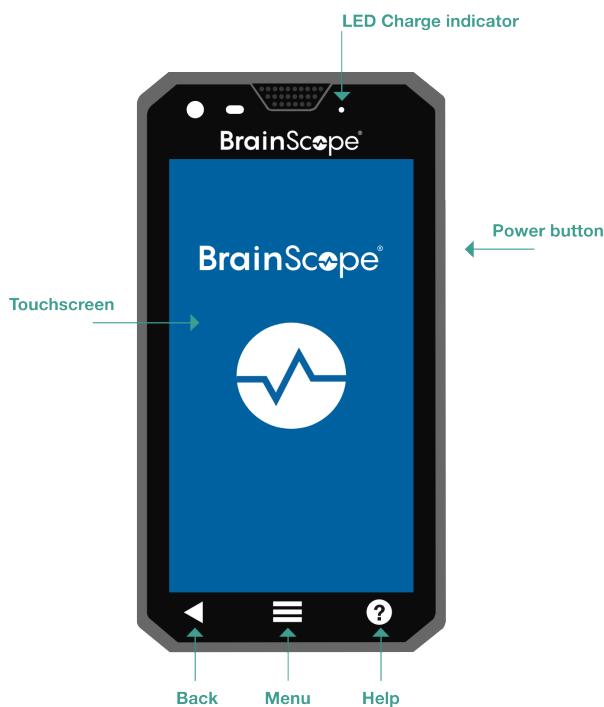 LED Charge indicator
BrainScope®
Power button
BrainScope®
Touchscreen
?
Back
Menu
Help